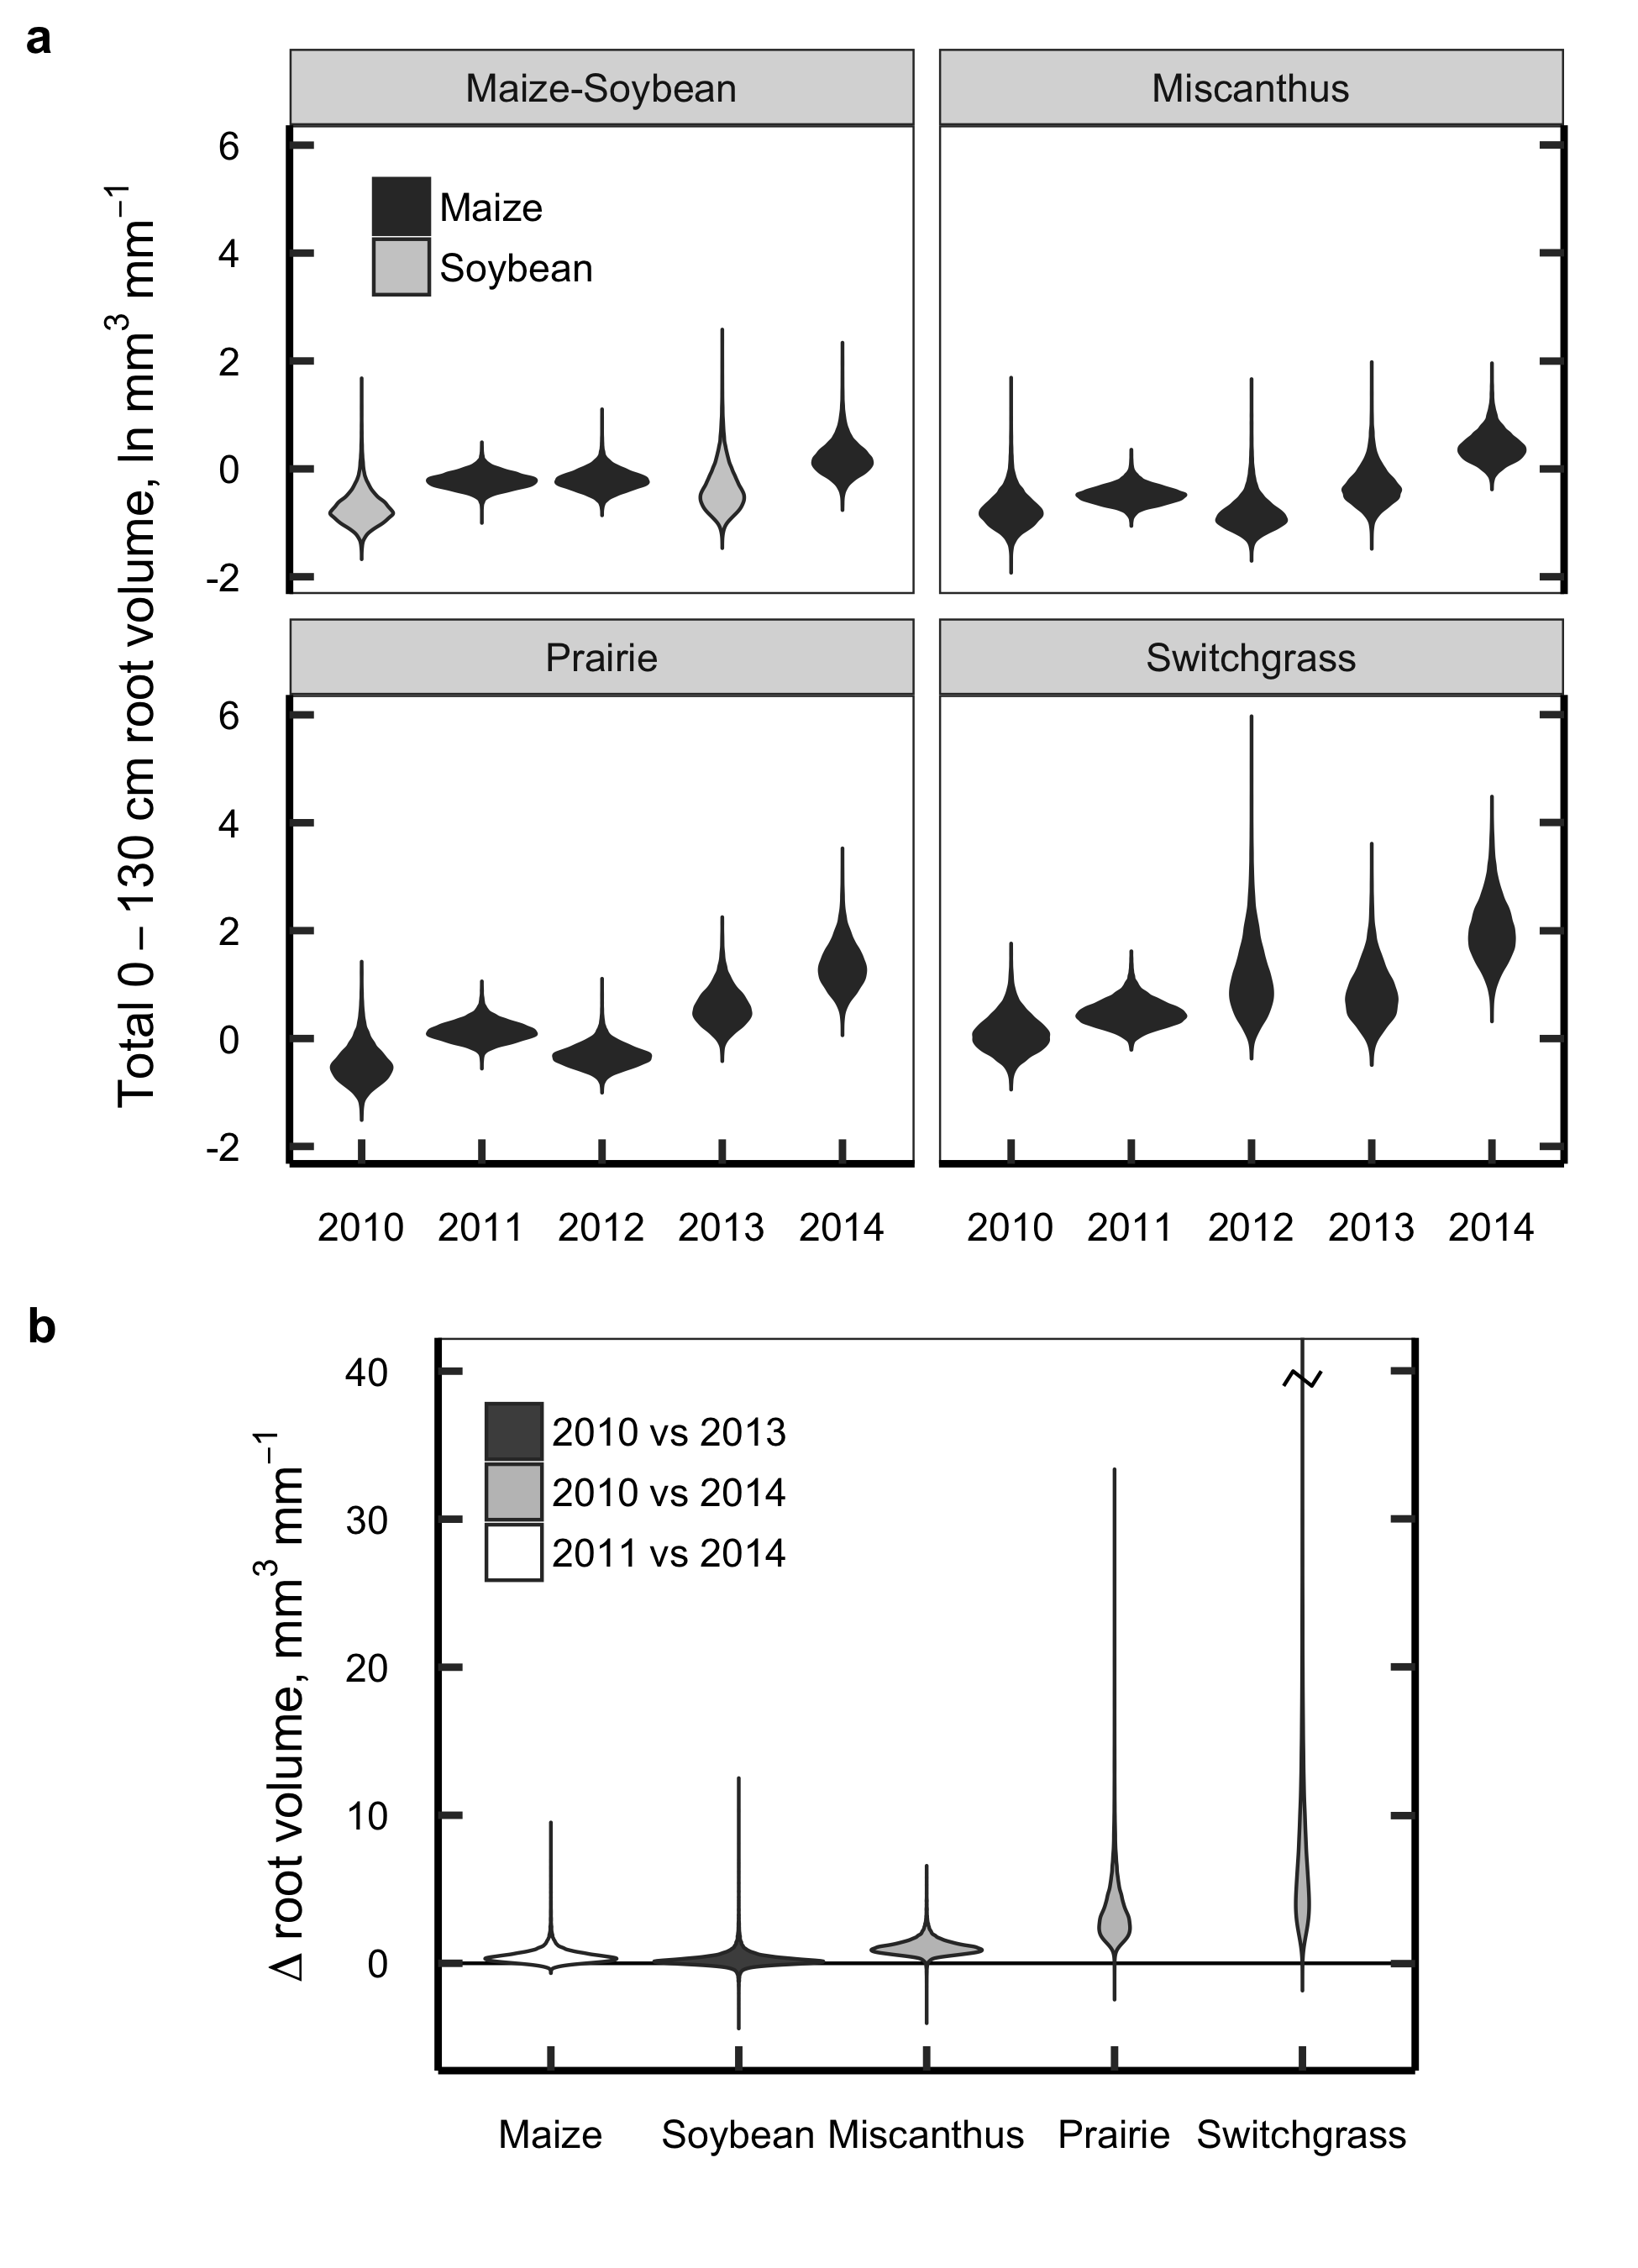 a
Maize-Soybean
Miscanthus
6
4
2
0
-2
Maize
Soybean
Total 0 – 130 cm root volume, ln mm³ mm⁻¹
Prairie
Switchgrass
6
4
2
0
-2
2010 2011 2012 2013 2014
2010 2011 2012 2013 2014
b
40
30
20
10
0
2010 vs 2013
2010 vs 2014
2011 vs 2014
Δ root volume, mm³ mm⁻¹
Maize Soybean Miscanthus Prairie Switchgrass